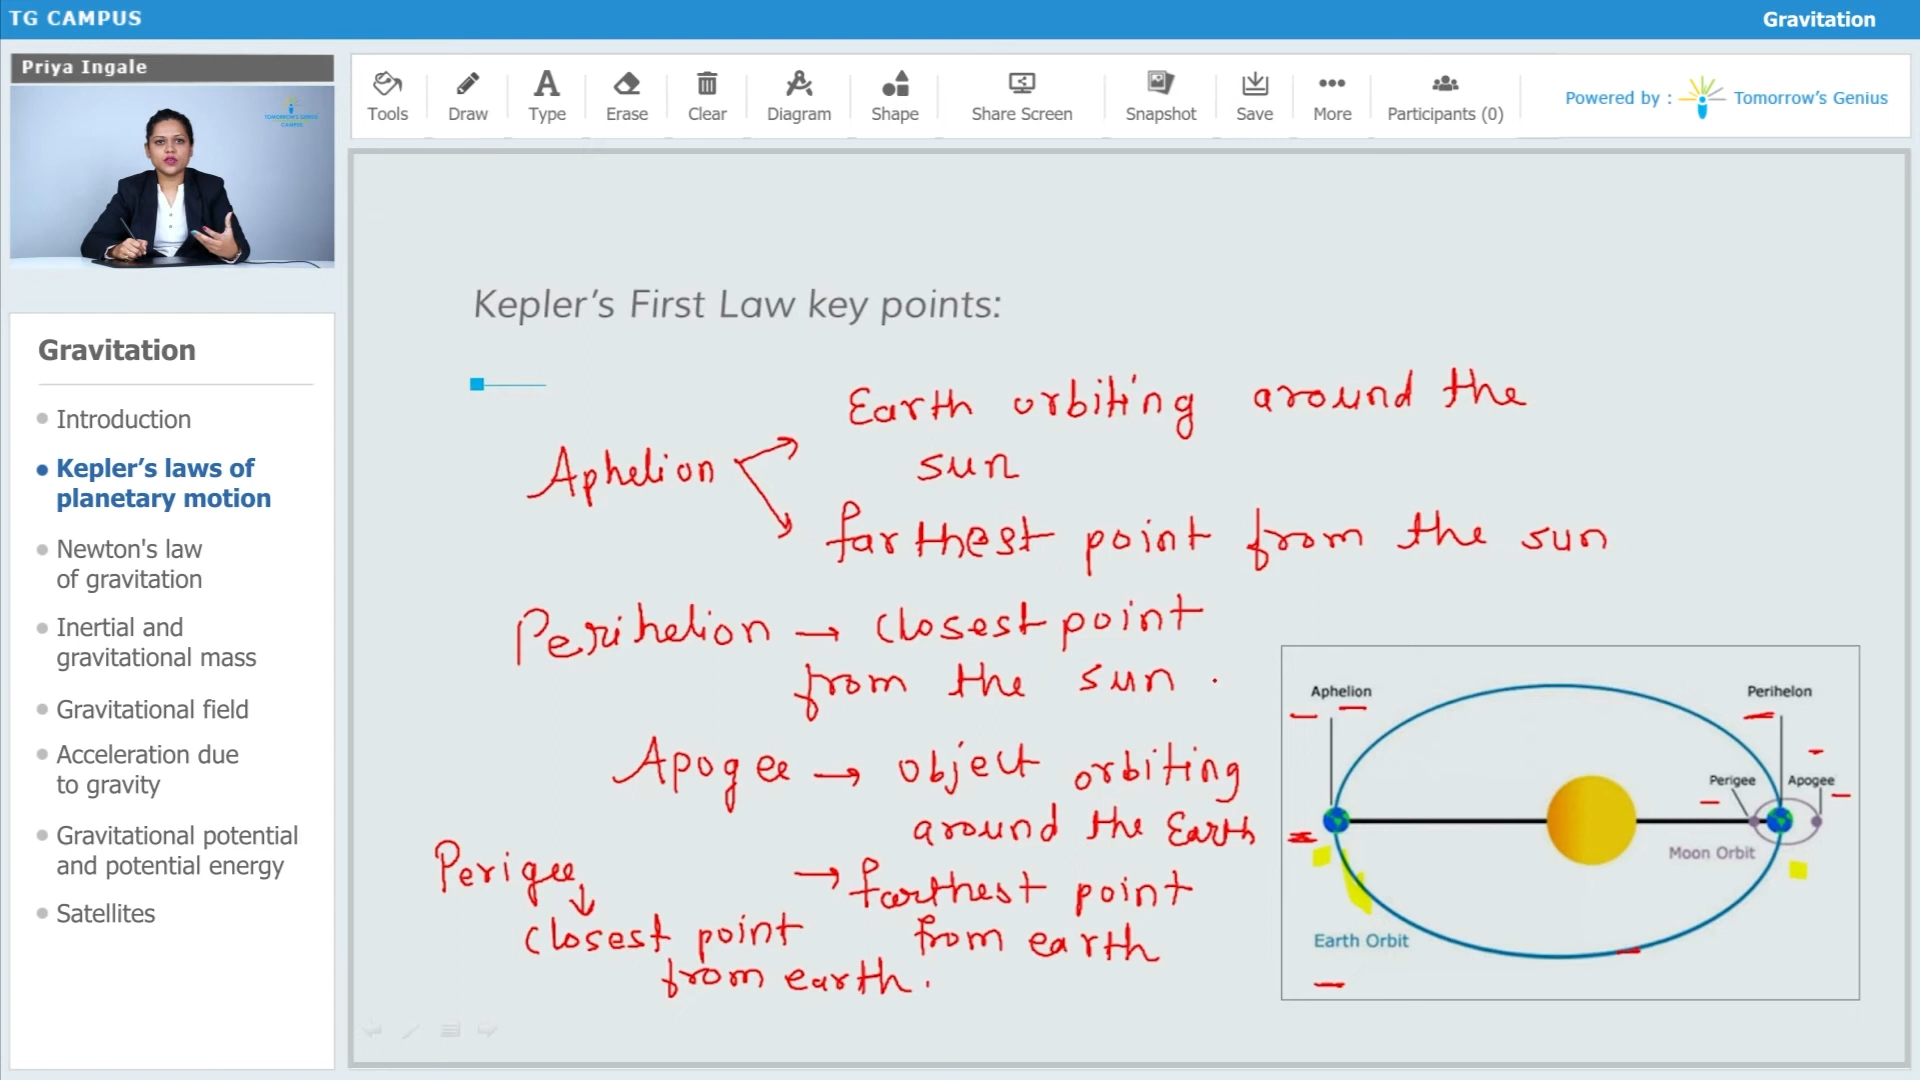 TG CAMPUS
Gravitation
Priya Ingale
TOMORROW'S GENIUS
CAMPUS
Tools
Draw
Type
Erase
Clear
Diagram
Shape
Share Screen
Snapshot
Save
More
Participants (0)
Powered by :
Tomorrow's Genius
Gravitation
Introduction
Kepler's laws of
planetary motion
Newton's law
of gravitation
Inertial and
gravitational mass
Gravitational field
Acceleration due
to gravity
Gravitational potential
and potential energy
Satellites
Kepler's First Law key points:
Earth orbiting around the
sun
Aphelion
farthest point from the sun
Perihelion → closest point
from the sun.
Apogee → object orbiting
around the Earth
→ farthest point
from earth
Perigee
↓
closest point
from earth.
Aphelion
Perihelon
Perigee
Apogee
Moon Orbit
Earth Orbit